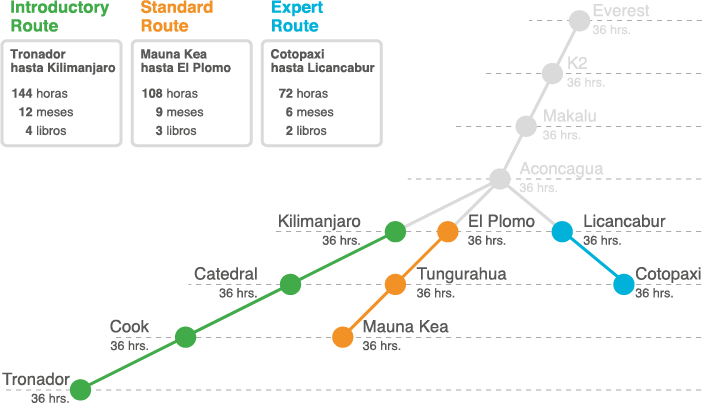 Introductory
Route
Standard
Route
Expert
Route
Tronador
hasta Kilimanjaro
144 horas
12 meses
4 libros
Mauna Kea
hasta El Plomo
108 horas
9 meses
3 libros
Cotopaxi
hasta Licancabur
72 horas
6 meses
2 libros
Everest
36 hrs.
K2
36 hrs.
Makalu
36 hrs.
Aconcagua
36 hrs.
Kilimanjaro
36 hrs.
El Plomo
36 hrs.
Licancabur
36 hrs.
Catedral
36 hrs.
Tungurahua
36 hrs.
Cotopaxi
36 hrs.
Cook
36 hrs.
Mauna Kea
36 hrs.
Tronador
36 hrs.